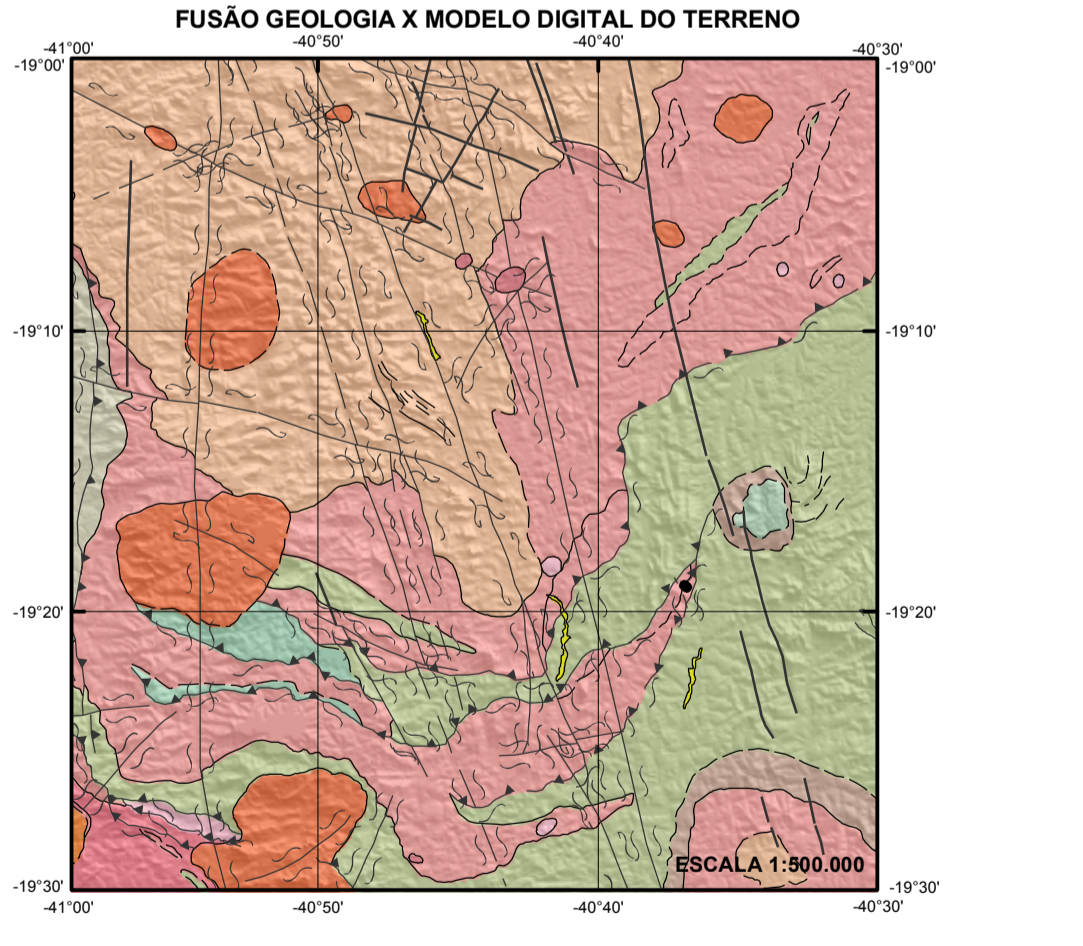 FUSÃO GEOLOGIA X MODELO DIGITAL DO TERRENO
-41°00' -40°50' -40°40' -40°30'
-19°00' -19°00'
-19°10' -19°10'
-19°20' -19°20'
ESCALA 1:500.000
-19°30' -19°30'
-41°00' -40°50' -40°40' -40°30'